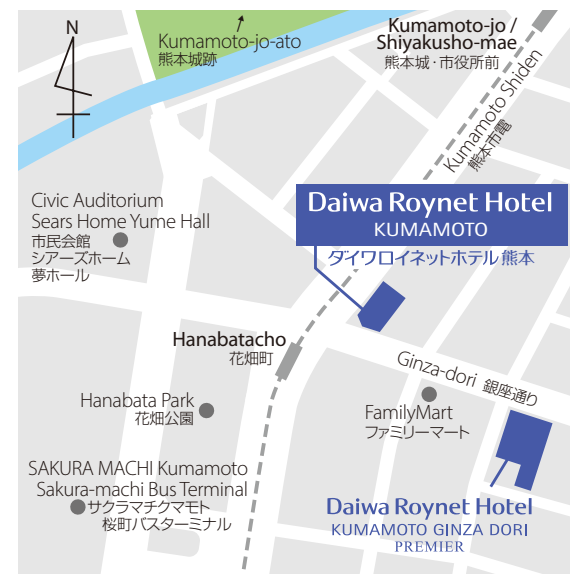 N
Kumamoto-jo-ato
熊本城跡
Kumamoto-jo /
Shiyakusho-mae
熊本城・市役所前
Kumamoto Shiden
熊本市電
Civic Auditorium
Sears Home Yume Hall
市民会館
シアーズホーム
夢ホール
Daiwa Roynet Hotel
KUMAMOTO
ダイワロイネットホテル熊本
Hanabatacho
花畑町
Ginza-dori 銀座通り
Hanabata Park
花畑公園
FamilyMart
ファミリーマート
SAKURA MACHI Kumamoto
Sakura-machi Bus Terminal
サクラマチクマモト
桜町バスターミナル
Daiwa Roynet Hotel
KUMAMOTO GINZA DORI
PREMIER